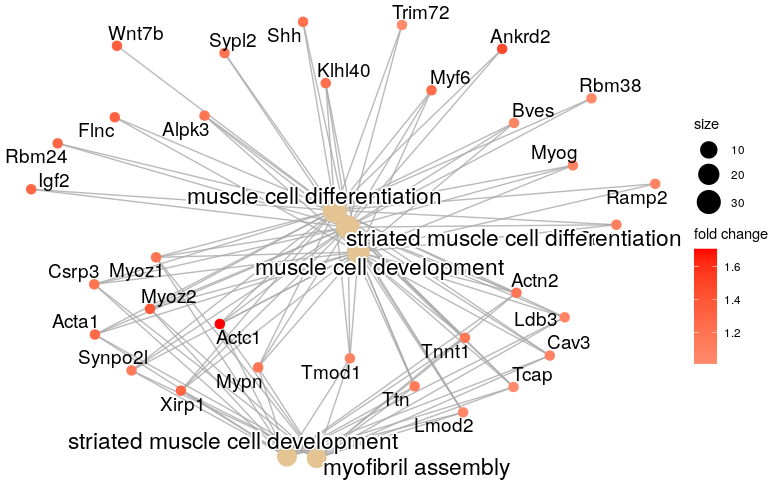 Wnt7b
Sypl2
Shh
Trim72
Ankrd2
Klhl40
Myf6
Rbm38
Flnc
Alpk3
Bves
Rbm24
Igf2
Myog
Ramp2
muscle cell differentiation
striated muscle cell differentiation
muscle cell development
Csrp3
Myoz1
Myoz2
Acta1
Actc1
Synpo2l
Mypn
Xirp1
Tmod1
Actn2
Ldb3
Tnnt1
Cav3
Tcap
Ttn
Lmod2
striated muscle cell development
myofibril assembly
size
10
20
30
fold change
1.6
1.4
1.2